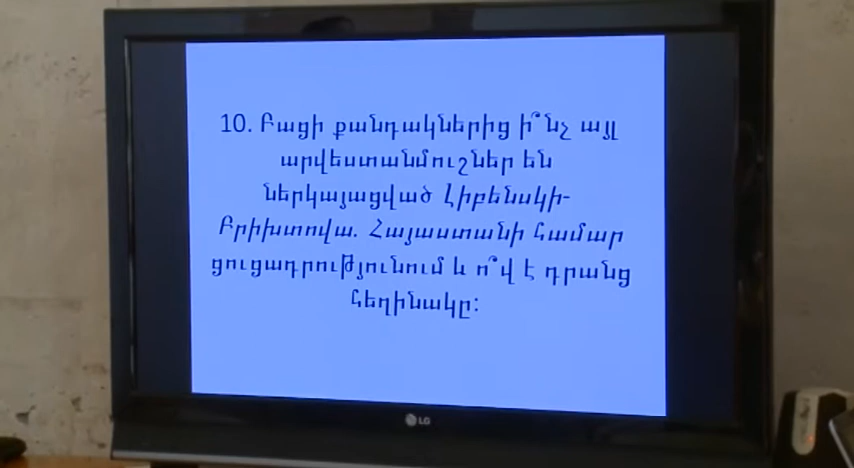 10. Բացի քանդակներից ի՞նչ այլ
արվեստանմուշներ են
ներկայացված Լիբենսկի-
Բրիխտովա. Հայաստանի համար
ցուցադրությունում և ո՞վ է դրանց
հեղինակը:
LG